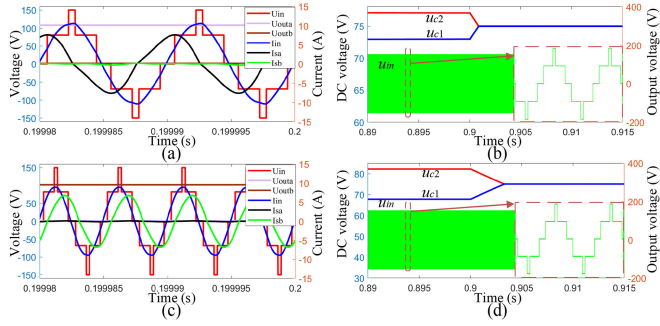 150
100
50
0
-50
-100
Voltage (V)
15
10
5
0
-5
-10
-15
Current (A)
Uin
Uouta
Uoutb
Iin
Isa
Isb
0.19998
0.199985
0.19999
0.199995
0.2
Time (s)
(a)
80
75
70
65
60
DC voltage (V)
400
200
0
-200
Output voltage (V)
uc2
uc1
uin
0.89
0.895
0.9
0.905
0.91
0.915
Time (s)
(b)
150
100
50
0
-50
-100
Voltage (V)
15
10
5
0
-5
-10
-15
Current (A)
Uin
Uouta
Uoutb
Iin
Isa
Isb
0.19998
0.199985
0.19999
0.199995
0.2
Time (s)
(c)
80
70
60
50
40
30
DC voltage (V)
400
200
0
-200
Output voltage (V)
uc2
uc1
uin
0.89
0.895
0.9
0.905
0.91
0.915
Time (s)
(d)